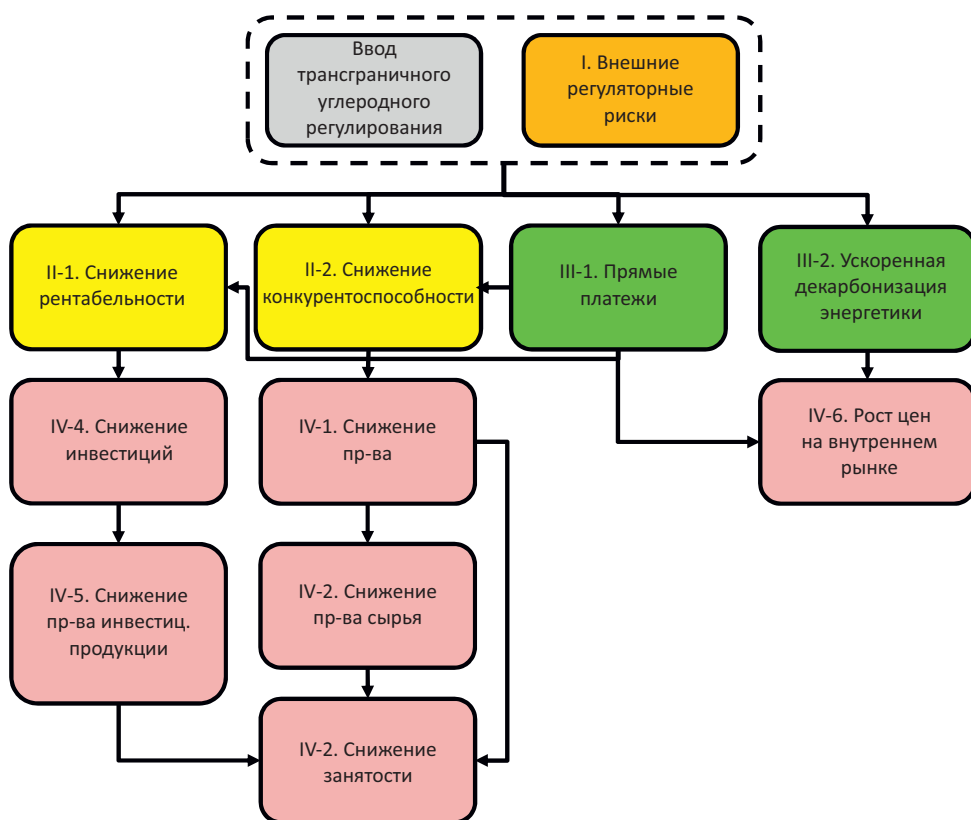 Ввод
трансграничного
углеродного
регулирования
I. Внешние
регуляторные
риски
II-1. Снижение
рентабельности
II-2. Снижение
конкурентоспособности
III-1. Прямые
платежи
III-2. Ускоренная
декарбонизация
энергетики
IV-4. Снижение
инвестиций
IV-1. Снижение
пр-ва
IV-6. Рост цен
на внутреннем
рынке
IV-5. Снижение
пр-ва инвестиц.
продукции
IV-2. Снижение
пр-ва сырья
IV-2. Снижение
занятости